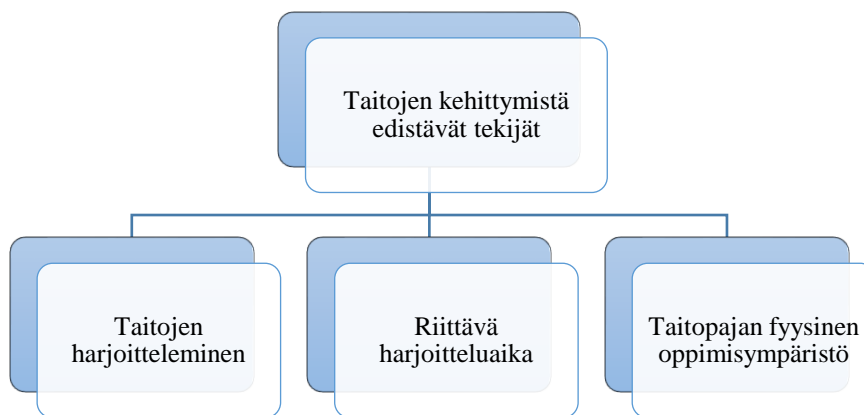 Taitojen kehittymistä
edistävät tekijät
Taitojen
harjoitteleminen
Riittävä
harjoitteluaika
Taitopajan fyysinen
oppimisympäristö